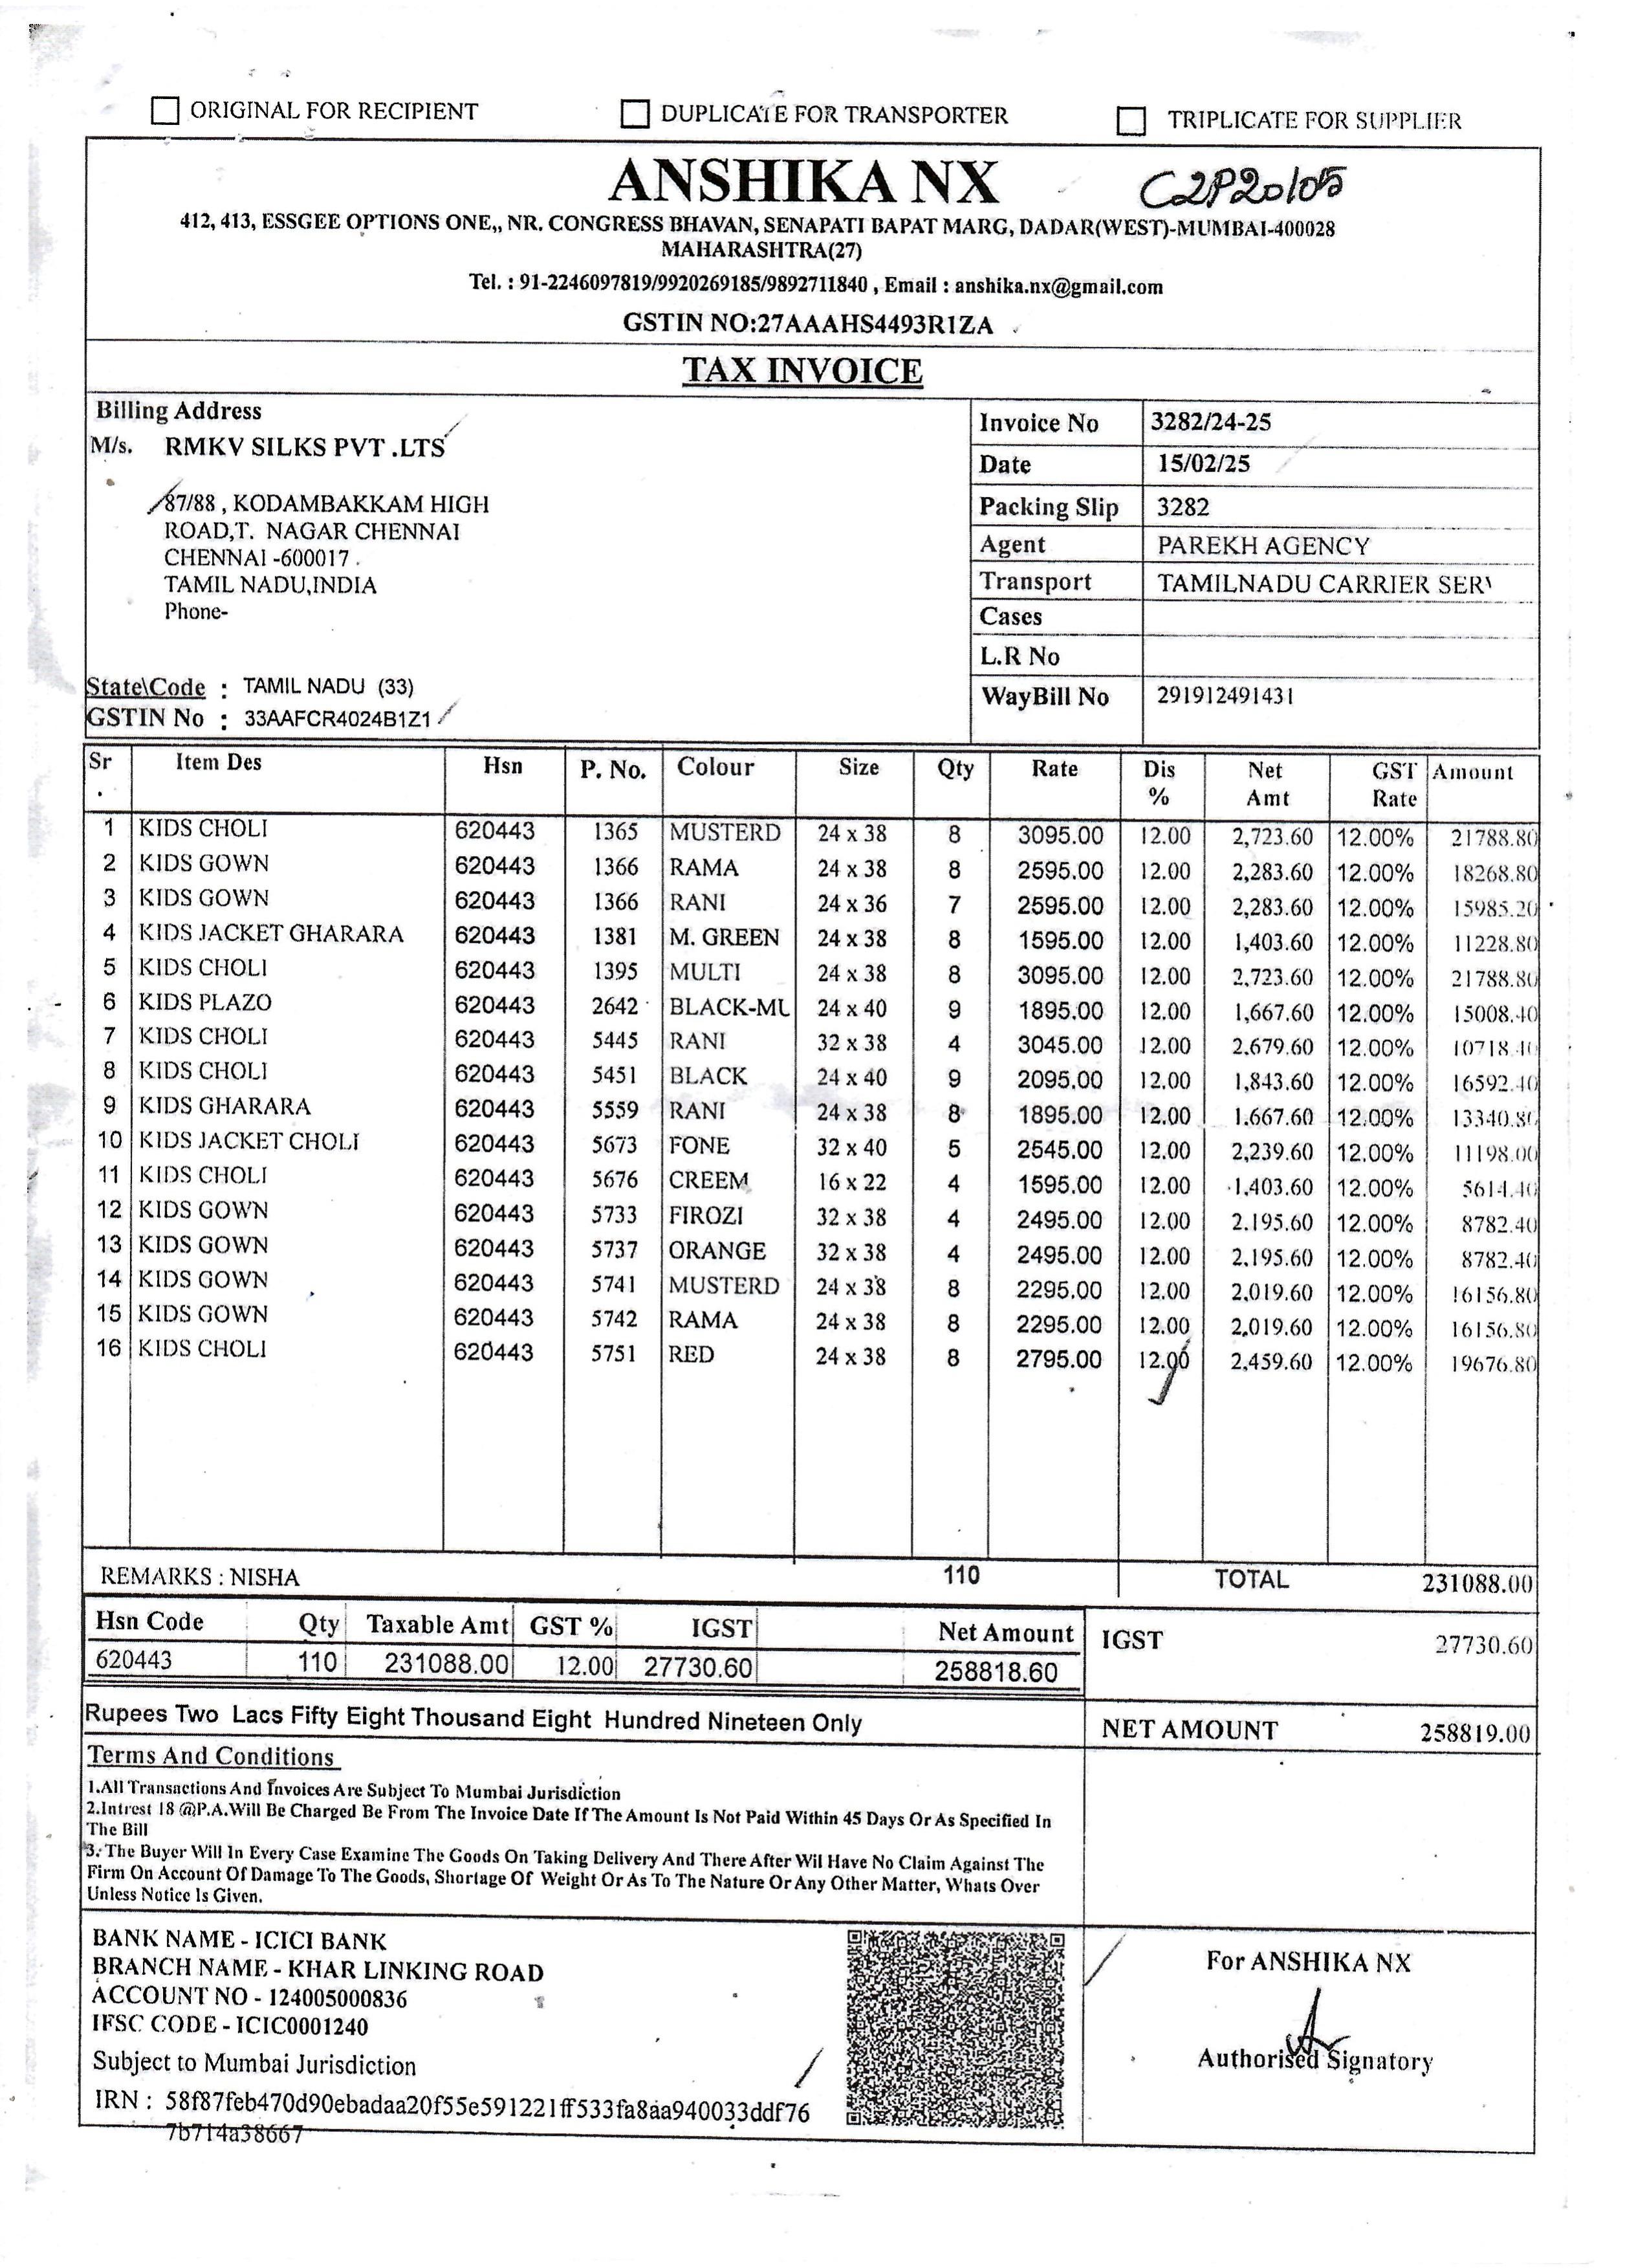 ORIGINAL FOR RECIPIENT DUPLICATE FOR TRANSPORTER TRIPLICATE FOR SUPPLIER
ANSHIKA NX C2P20105
412, 413, ESSGEE OPTIONS ONE,, NR. CONGRESS BHAVAN, SENAPATI BAPAT MARG, DADAR(WEST)-MUMBAI-400028
MAHARASHTRA(27)
Tel. : 91-2246097819/9920269185/9892711840 , Email : anshika.nx@gmail.com
GSTIN NO:27AAAHS4493R1ZA
TAX INVOICE
Billing Address
M/s. RMKV SILKS PVT .LTS
87/88 , KODAMBAKKAM HIGH
ROAD,T. NAGAR CHENNAI
CHENNAI -600017 .
TAMIL NADU,INDIA
Phone-
State\Code : TAMIL NADU (33)
GSTIN No : 33AAFCR4024B1Z1
Invoice No 3282/24-25
Date 15/02/25
Packing Slip 3282
Agent PAREKH AGENCY
Transport TAMILNADU CARRIER SER
Cases
L.R No
WayBill No 291912491431
Sr . Item Des Hsn P. No. Colour Size Qty Rate Dis % Net Amt GST Rate Amount
1 KIDS CHOLI 620443 1365 MUSTERD 24 x 38 8 3095.00 12.00 2,723.60 12.00% 21788.80
2 KIDS GOWN 620443 1366 RAMA 24 x 38 8 2595.00 12.00 2,283.60 12.00% 18268.80
3 KIDS GOWN 620443 1366 RANI 24 x 36 7 2595.00 12.00 2,283.60 12.00% 15985.20
4 KIDS JACKET GHARARA 620443 1381 M. GREEN 24 x 38 8 1595.00 12.00 1,403.60 12.00% 11228.80
5 KIDS CHOLI 620443 1395 MULTI 24 x 38 8 3095.00 12.00 2,723.60 12.00% 21788.80
6 KIDS PLAZO 620443 2642 BLACK-MU 24 x 40 9 1895.00 12.00 1,667.60 12.00% 15008.40
7 KIDS CHOLI 620443 5445 RANI 32 x 38 4 3045.00 12.00 2,679.60 12.00% 10718.40
8 KIDS CHOLI 620443 5451 BLACK 24 x 40 9 2095.00 12.00 1,843.60 12.00% 16592.40
9 KIDS GHARARA 620443 5559 RANI 24 x 38 8 1895.00 12.00 1,667.60 12.00% 13340.80
10 KIDS JACKET CHOLI 620443 5673 FONE 32 x 40 5 2545.00 12.00 2,239.60 12.00% 11198.00
11 KIDS CHOLI 620443 5676 CREEM 16 x 22 4 1595.00 12.00 1,403.60 12.00% 5614.40
12 KIDS GOWN 620443 5733 FIROZI 32 x 38 4 2495.00 12.00 2,195.60 12.00% 8782.40
13 KIDS GOWN 620443 5737 ORANGE 32 x 38 4 2495.00 12.00 2,195.60 12.00% 8782.40
14 KIDS GOWN 620443 5741 MUSTERD 24 x 38 8 2295.00 12.00 2,019.60 12.00% 16156.80
15 KIDS GOWN 620443 5742 RAMA 24 x 38 8 2295.00 12.00 2,019.60 12.00% 16156.80
16 KIDS CHOLI 620443 5751 RED 24 x 38 8 2795.00 12.00 2,459.60 12.00% 19676.80
REMARKS : NISHA 110 TOTAL 231088.00
Hsn Code Qty Taxable Amt GST % IGST Net Amount
620443 110 231088.00 12.00 27730.60 258818.60
IGST 27730.60
Rupees Two Lacs Fifty Eight Thousand Eight Hundred Nineteen Only
NET AMOUNT 258819.00
Terms And Conditions
1.All Transactions And Invoices Are Subject To Mumbai Jurisdiction
2.Intrest 18 @P.A.Will Be Charged Be From The Invoice Date If The Amount Is Not Paid Within 45 Days Or As Specified In
The Bill
3. The Buyer Will In Every Case Examine The Goods On Taking Delivery And There After Wil Have No Claim Against The
Firm On Account Of Damage To The Goods, Shortage Of Weight Or As To The Nature Or Any Other Matter, Whats Over
Unless Notice Is Given.
BANK NAME - ICICI BANK
BRANCH NAME - KHAR LINKING ROAD
ACCOUNT NO - 124005000836
IFSC CODE - ICIC0001240
Subject to Mumbai Jurisdiction
IRN : 58f87feb470d90ebadaa20f55e591221ff533fa8aa940033ddf76
7b714a38667
For ANSHIKA NX
Authorised Signatory